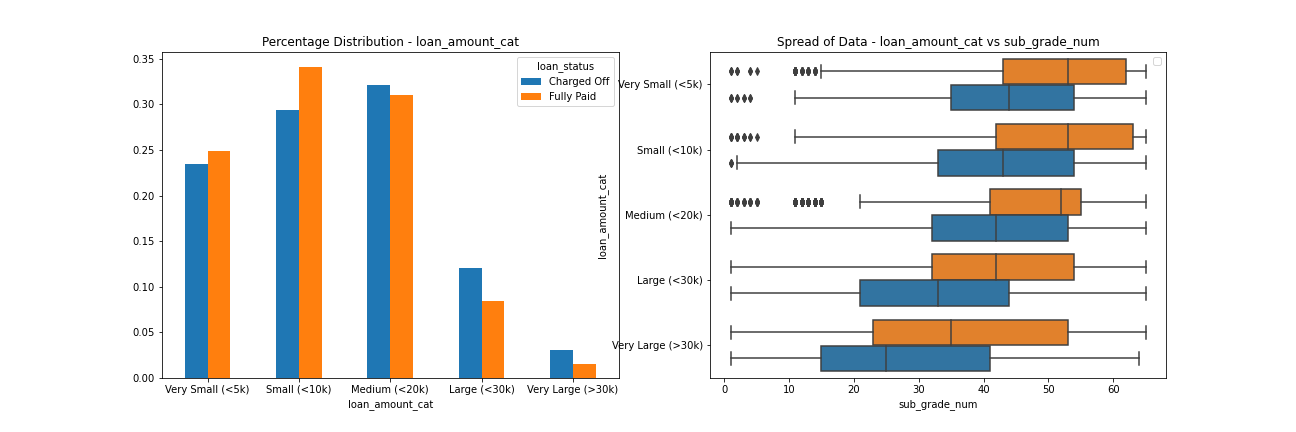 Percentage Distribution - loan_amount_cat
0.35
0.30
0.25
0.20
0.15
0.10
0.05
0.00
loan_status
Charged Off
Fully Paid
Very Small (<5k) Small (<10k) Medium (<20k) Large (<30k) Very Large (>30k)
loan_amount_cat
Spread of Data - loan_amount_cat vs sub_grade_num
loan_amount_cat
Very Small (<5k)
Small (<10k)
Medium (<20k)
Large (<30k)
Very Large (>30k)
0 10 20 30 40 50 60
sub_grade_num